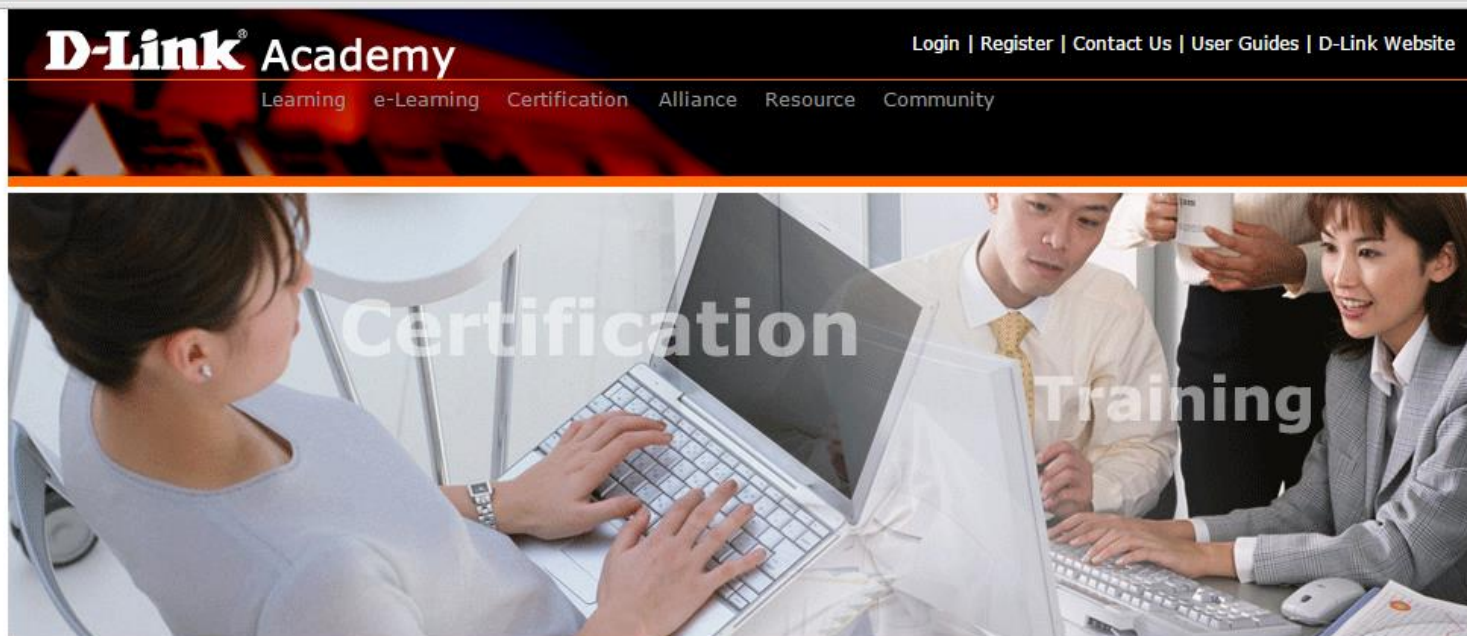 D-Link® Academy
Login | Register | Contact Us | User Guides | D-Link Website
Learning e-Learning Certification Alliance Resource Community
Certification
Training